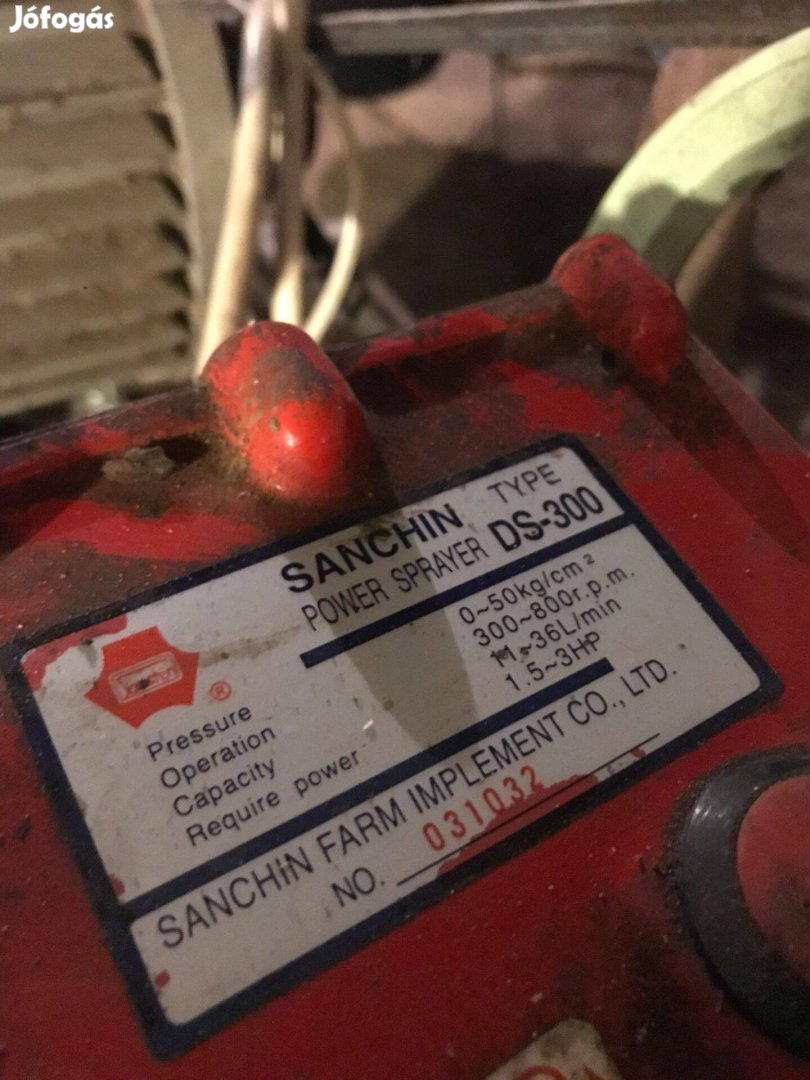 Jófogás
SANCHIN TYPE
POWER SPRAYER DS-300
Pressure 0~50kg/cm²
Operation 300~800r.p.m.
Capacity 11~36L/min
Require power 1.5~3HP
®
SANCHIN FARM IMPLEMENT CO., LTD.
NO. 031032